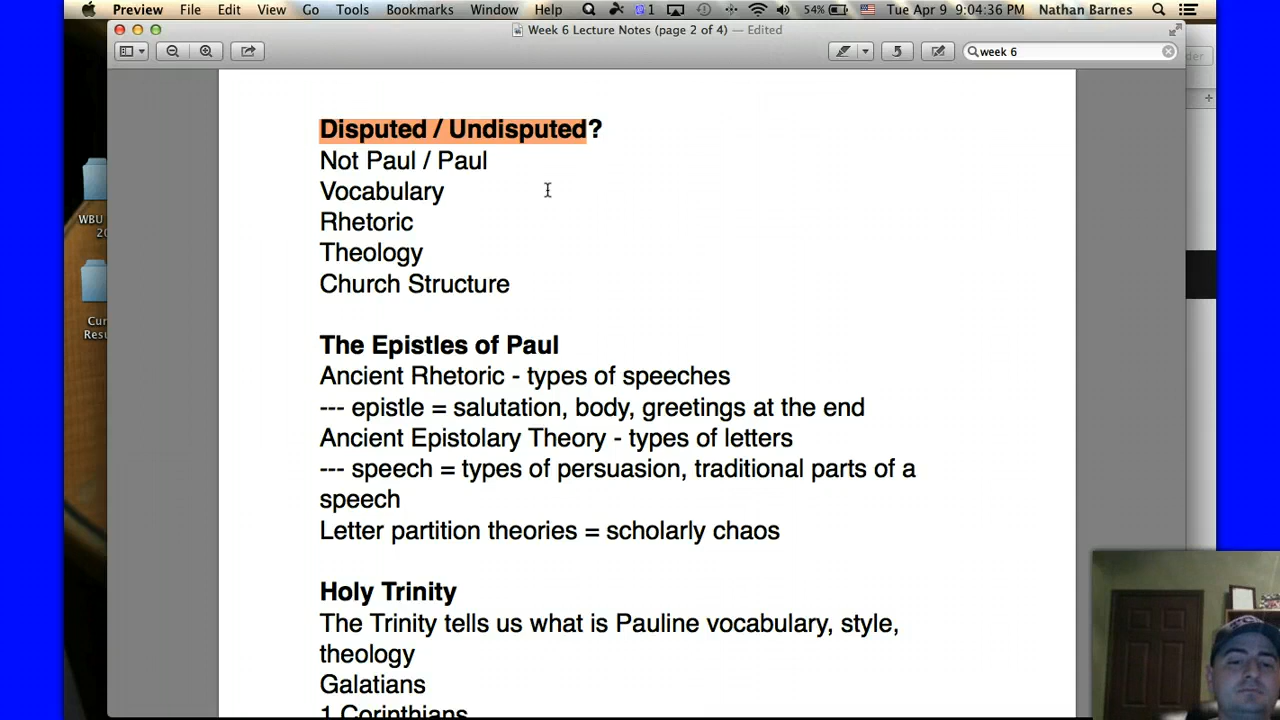 Preview File Edit View Go Tools Bookmarks Window Help 1 54% Tue Apr 9 9:04:36 PM Nathan Barnes
Week 6 Lecture Notes (page 2 of 4) — Edited
week 6
Disputed / Undisputed?
Not Paul / Paul
Vocabulary
Rhetoric
Theology
Church Structure
The Epistles of Paul
Ancient Rhetoric - types of speeches
--- epistle = salutation, body, greetings at the end
Ancient Epistolary Theory - types of letters
--- speech = types of persuasion, traditional parts of a
speech
Letter partition theories = scholarly chaos
Holy Trinity
The Trinity tells us what is Pauline vocabulary, style,
theology
Galatians
1 Corinthians
WBU